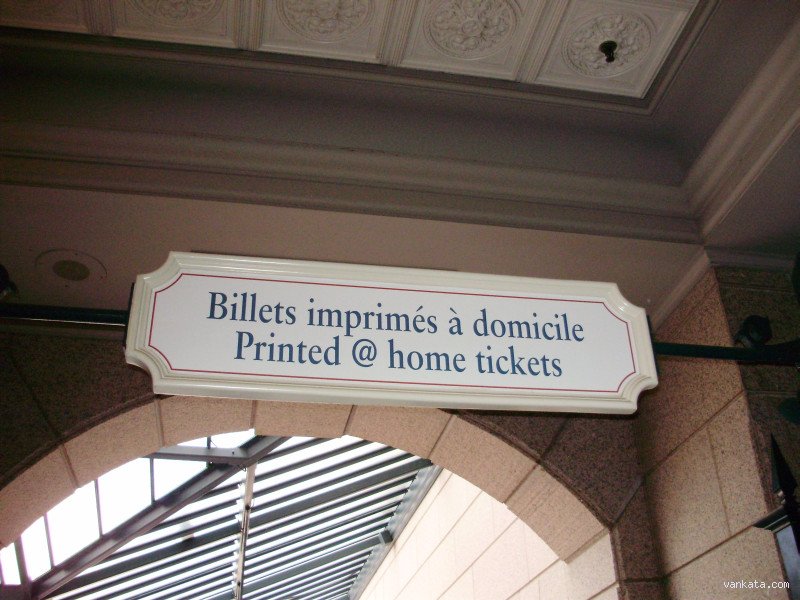 Billets imprimés à domicile
Printed @ home tickets
vankata.com